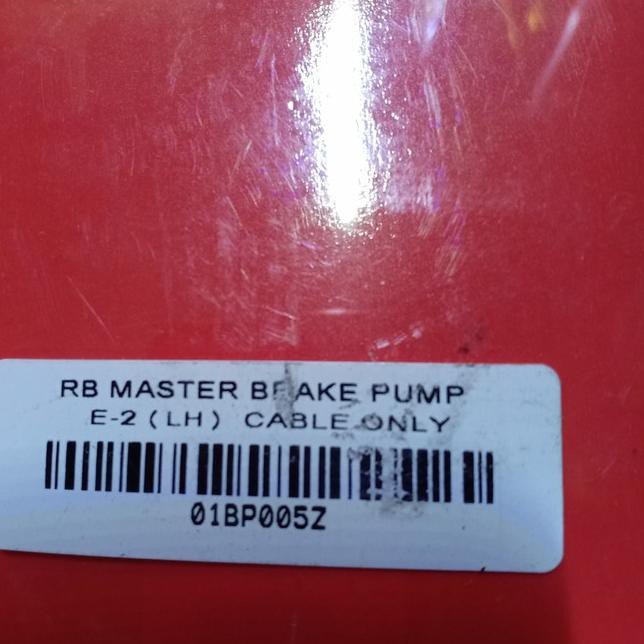 RB MASTER BRAKE PUMP
E-2 (LH) CABLE ONLY
01BP005Z